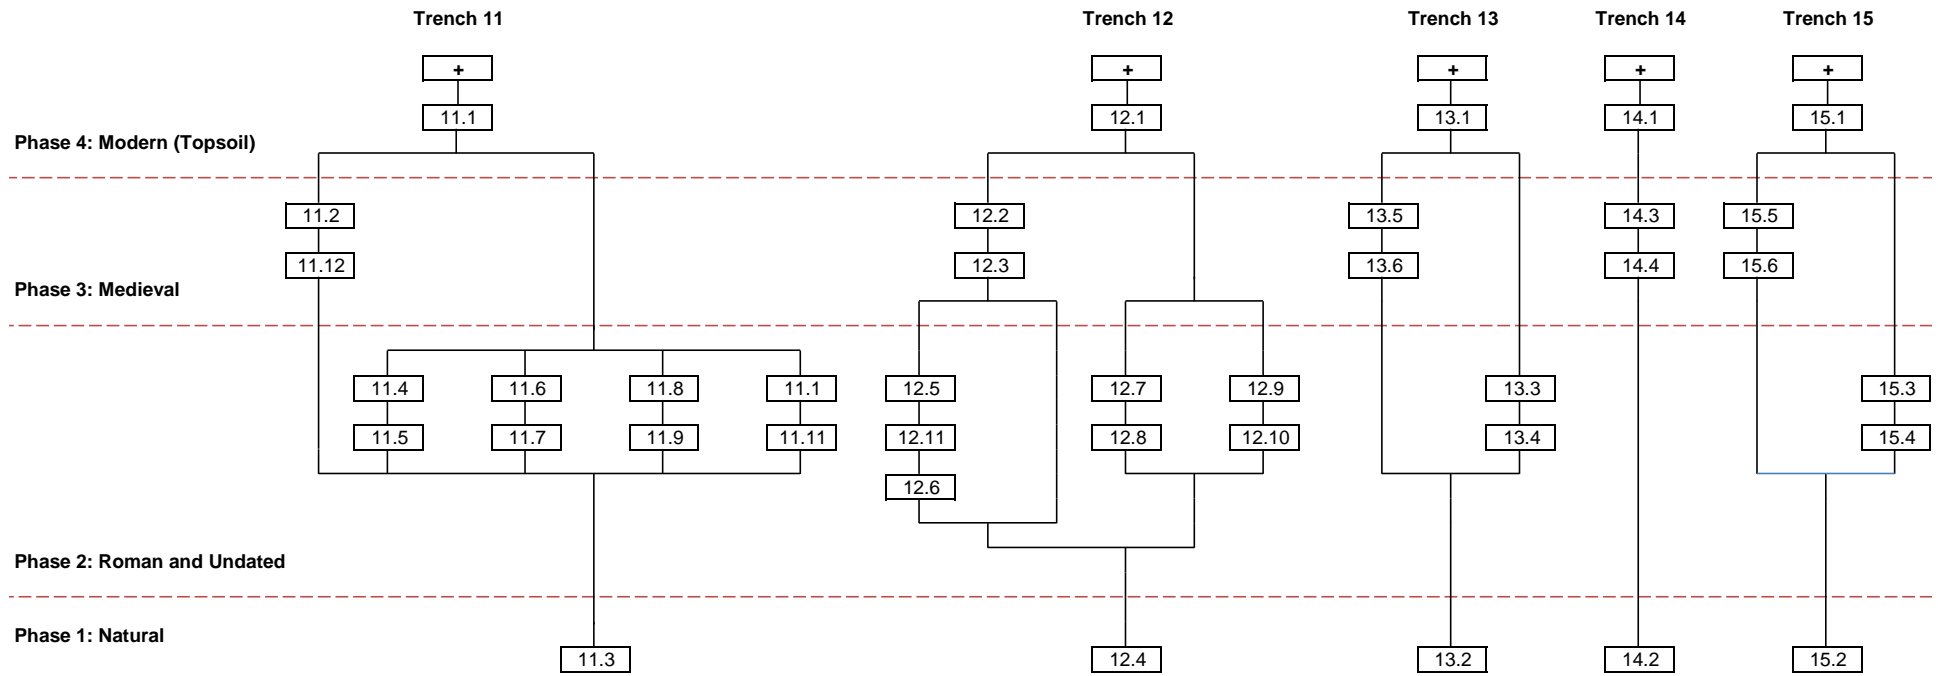 Trench 11 Trench 12 Trench 13 Trench 14 Trench 15
+ + + + +
11.1 12.1 13.1 14.1 15.1
Phase 4: Modern (Topsoil)
11.2 12.2 13.5 14.3 15.5
11.12 12.3 13.6 14.4 15.6
Phase 3: Medieval
11.4 11.6 11.8 11.1 12.5 12.7 12.9 13.3 15.3
11.5 11.7 11.9 11.11 12.11 12.8 12.10 13.4 15.4
12.6
Phase 2: Roman and Undated
Phase 1: Natural
11.3 12.4 13.2 14.2 15.2